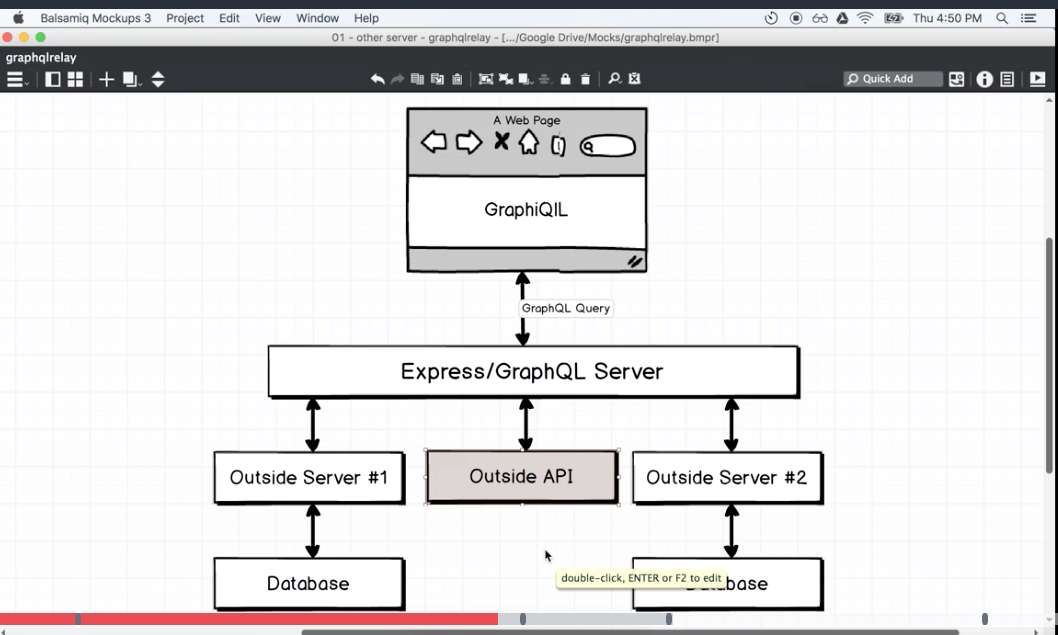 Balsamiq Mockups 3 Project Edit View Window Help Thu 4:50 PM
01 - other server - graphqlrelay - [.../Google Drive/Mocks/graphqlrelay.bmpr]
graphqlrelay
Quick Add
A Web Page
GraphiQlL
GraphQL Query
Express/GraphQL Server
Outside Server #1
Outside API
Outside Server #2
double-click, ENTER or F2 to edit
Database
Database